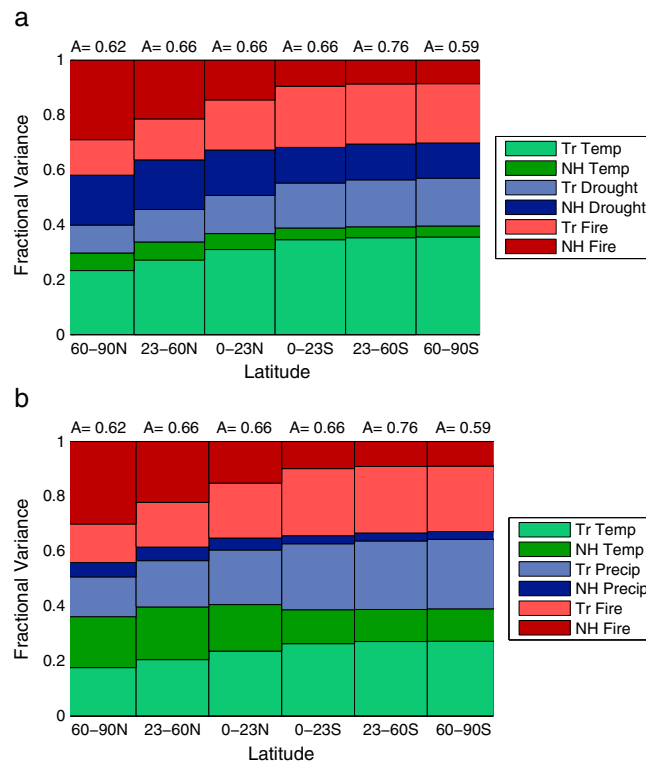 a
A= 0.62 A= 0.66 A= 0.66 A= 0.66 A= 0.76 A= 0.59
1
0.8
0.6
0.4
0.2
0
Fractional Variance
60−90N 23−60N 0−23N 0−23S 23−60S 60−90S
Latitude
Tr Temp
NH Temp
Tr Drought
NH Drought
Tr Fire
NH Fire
b
A= 0.62 A= 0.66 A= 0.66 A= 0.66 A= 0.76 A= 0.59
1
0.8
0.6
0.4
0.2
0
Fractional Variance
60−90N 23−60N 0−23N 0−23S 23−60S 60−90S
Latitude
Tr Temp
NH Temp
Tr Precip
NH Precip
Tr Fire
NH Fire